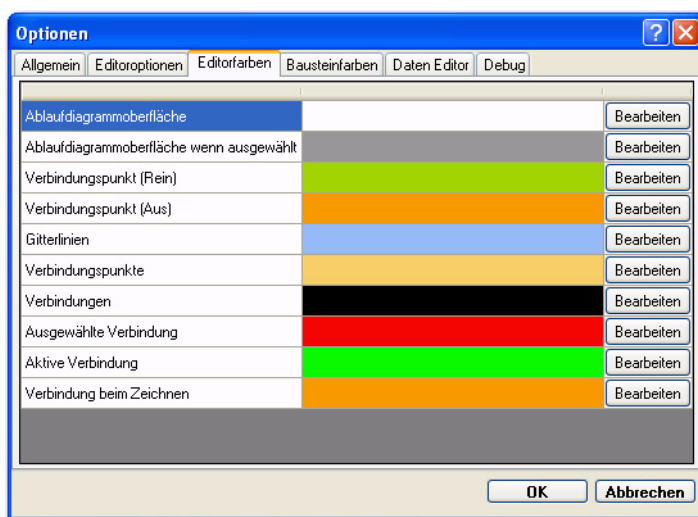 Optionen
Allgemein Editoroptionen Editorfarben Bausteinfarben Daten Editor Debug
Ablaufdiagrammoberfläche Bearbeiten
Ablaufdiagrammoberfläche wenn ausgewählt Bearbeiten
Verbindungspunkt (Rein) Bearbeiten
Verbindungspunkt (Aus) Bearbeiten
Gitterlinien Bearbeiten
Verbindungspunkte Bearbeiten
Verbindungen Bearbeiten
Ausgewählte Verbindung Bearbeiten
Aktive Verbindung Bearbeiten
Verbindung beim Zeichnen Bearbeiten
OK Abbrechen